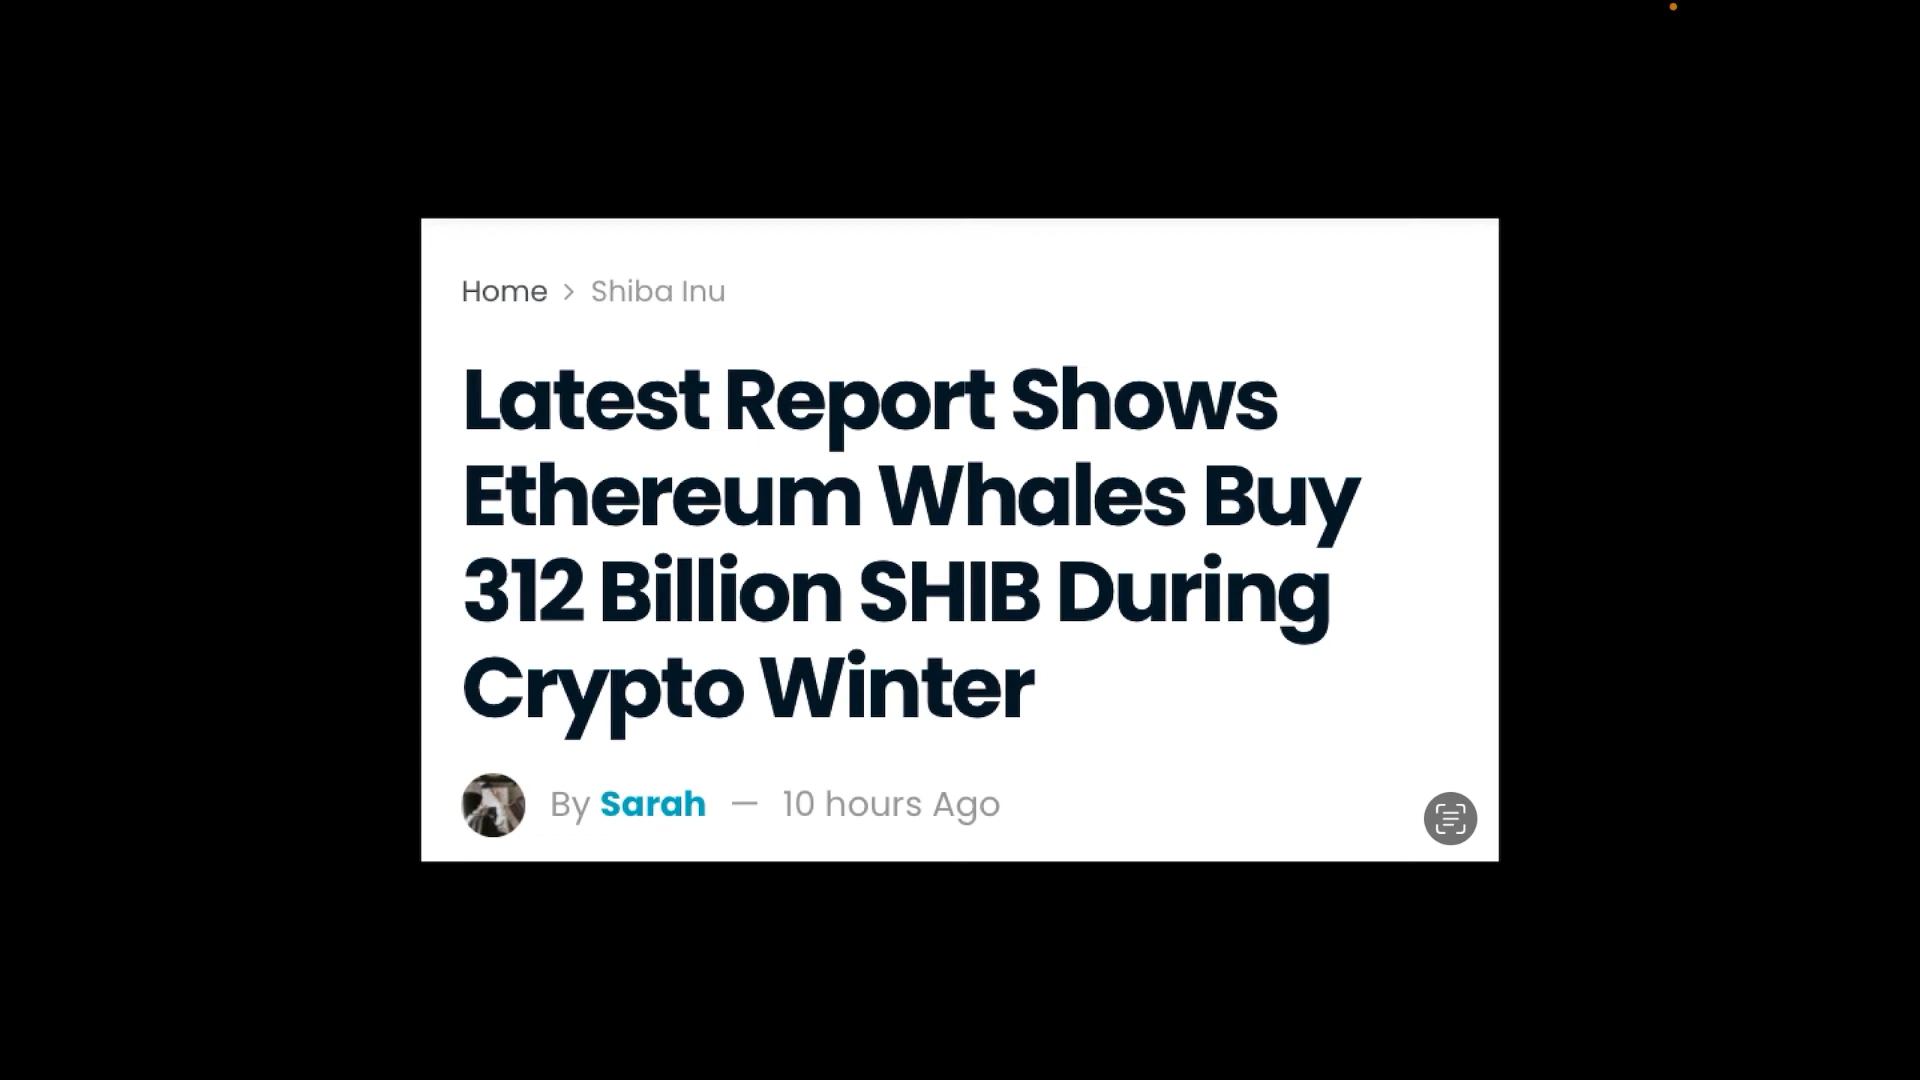 Home > Shiba Inu
Latest Report Shows
Ethereum Whales Buy
312 Billion SHIB During
Crypto Winter
By Sarah — 10 hours Ago